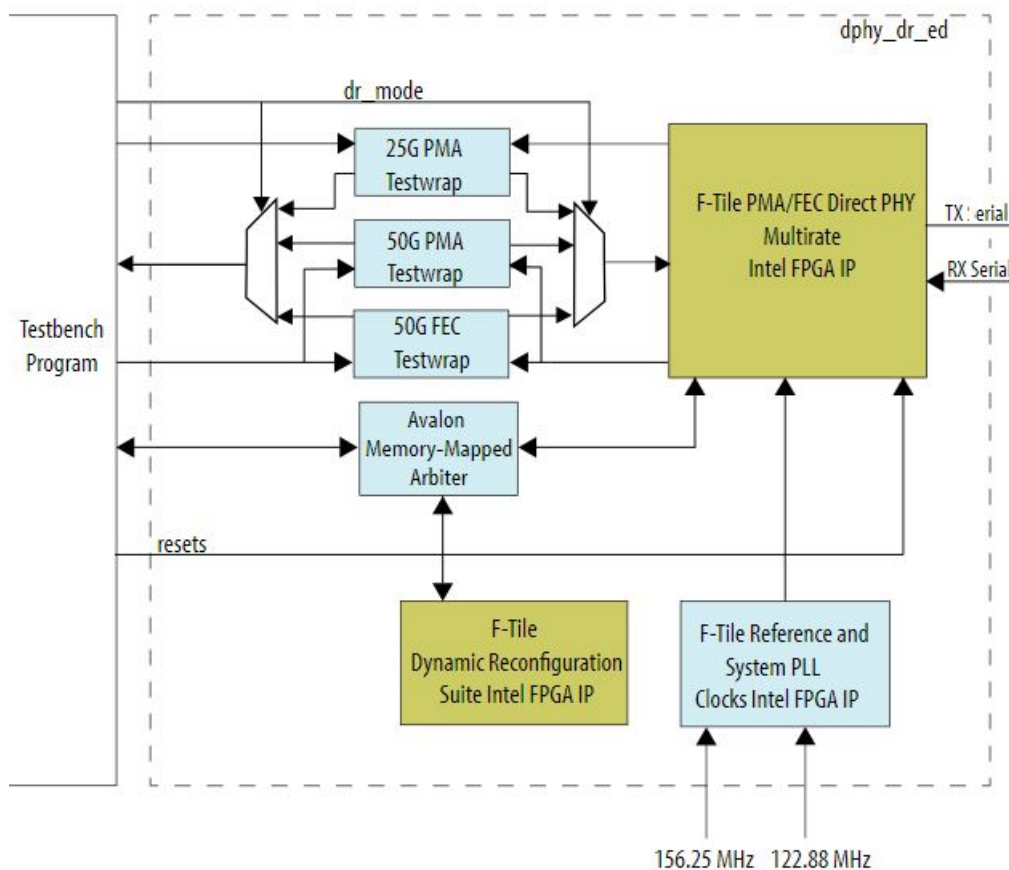 dphy_dr_ed
dr_mode
25G PMA
Testwrap
F-Tile PMA/FEC Direct PHY
Multirate
Intel FPGA IP
TX Serial
RX Serial
50G PMA
Testwrap
50G FEC
Testwrap
Testbench
Program
Avalon
Memory-Mapped
Arbiter
resets
F-Tile
Dynamic Reconfiguration
Suite Intel FPGA IP
F-Tile Reference and
System PLL
Clocks Intel FPGA IP
156.25 MHz
122.88 MHz